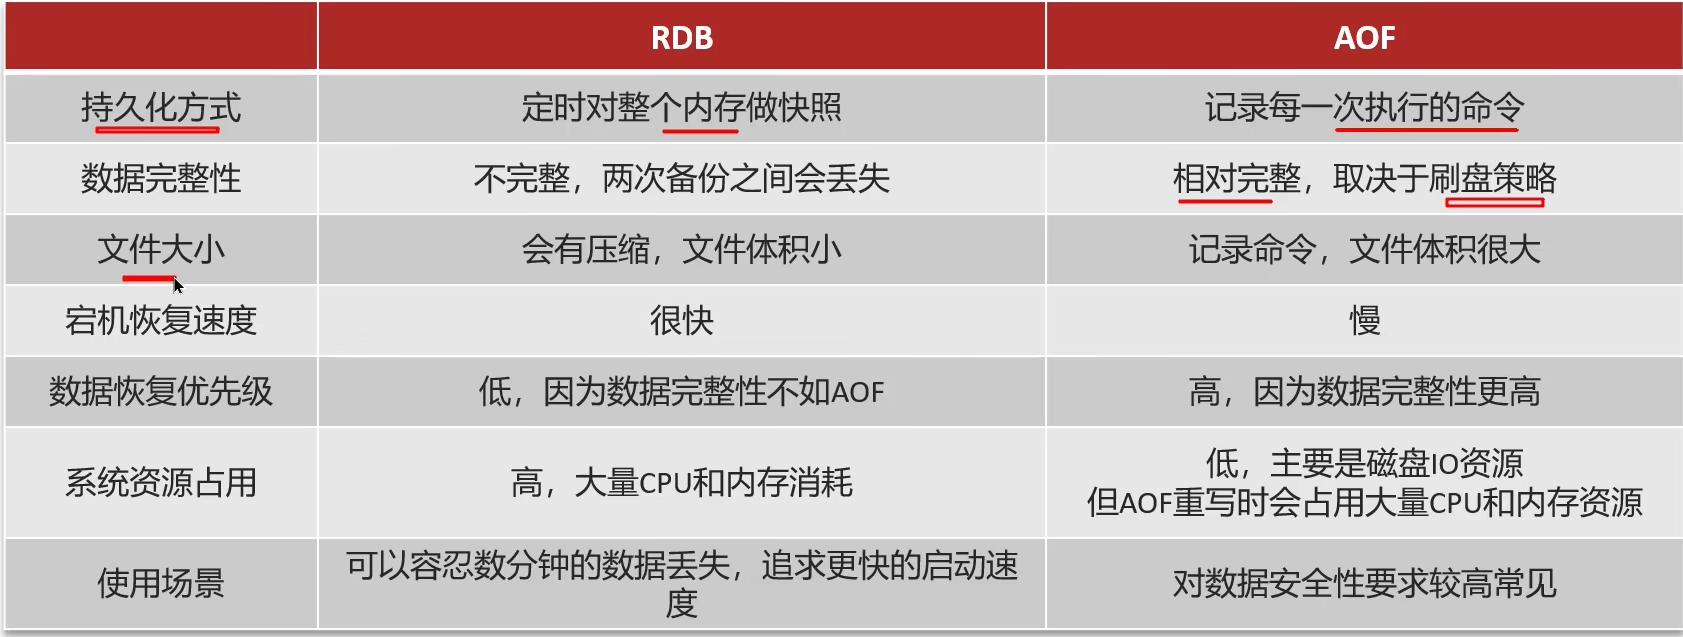 RDB
AOF
持久化方式
定时对整个内存做快照
记录每一次执行的命令
数据完整性
不完整，两次备份之间会丢失
相对完整，取决于刷盘策略
文件大小
会有压缩，文件体积小
记录命令，文件体积很大
宕机恢复速度
很快
慢
数据恢复优先级
低，因为数据完整性不如AOF
高，因为数据完整性更高
系统资源占用
高，大量CPU和内存消耗
低，主要是磁盘IO资源
但AOF重写时会占用大量CPU和内存资源
使用场景
可以容忍数分钟的数据丢失，追求更快的启动速
度
对数据安全性要求较高常见